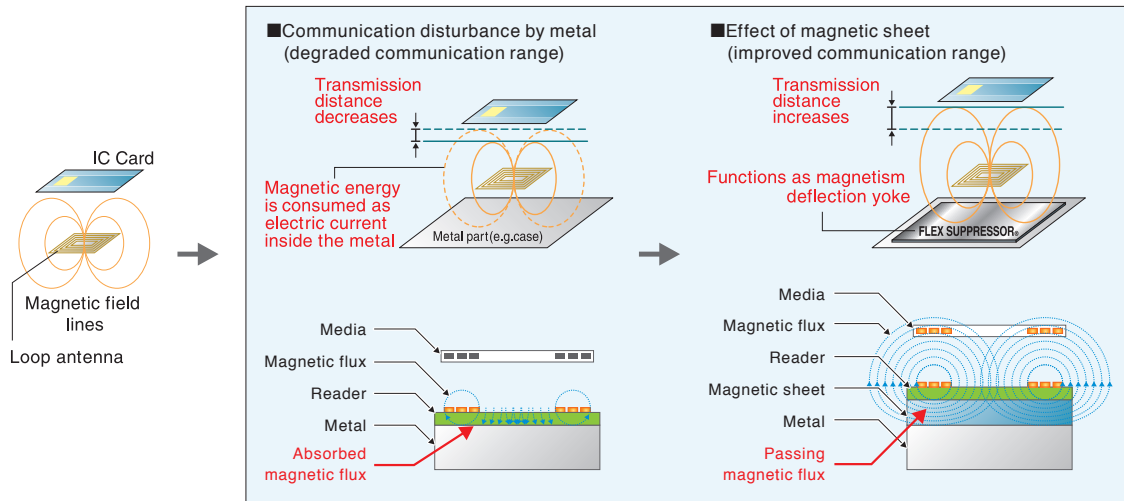 IC Card
Magnetic field
lines
Loop antenna
■Communication disturbance by metal
(degraded communication range)
Transmission
distance
decreases
Magnetic energy
is consumed as
electric current
inside the metal
Metal part(e.g.case)
Media
Magnetic flux
Reader
Metal
Absorbed
magnetic flux
■Effect of magnetic sheet
(improved communication range)
Transmission
distance
increases
Functions as magnetism
deflection yoke
FLEX SUPPRESSOR®
Media
Magnetic flux
Reader
Magnetic sheet
Metal
Passing
magnetic flux